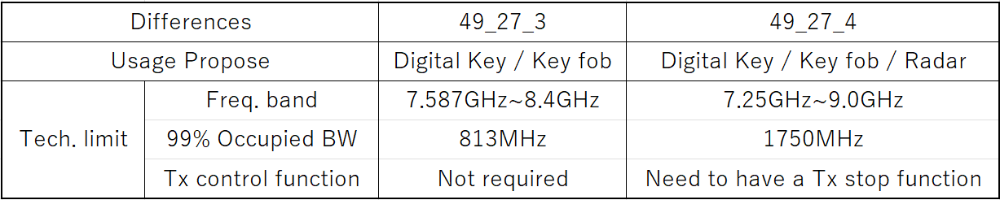 Differences 49_27_3 49_27_4
Usage Propose Digital Key / Key fob Digital Key / Key fob / Radar
Tech. limit Freq. band 7.587GHz~8.4GHz 7.25GHz~9.0GHz
99% Occupied BW 813MHz 1750MHz
Tx control function Not required Need to have a Tx stop function